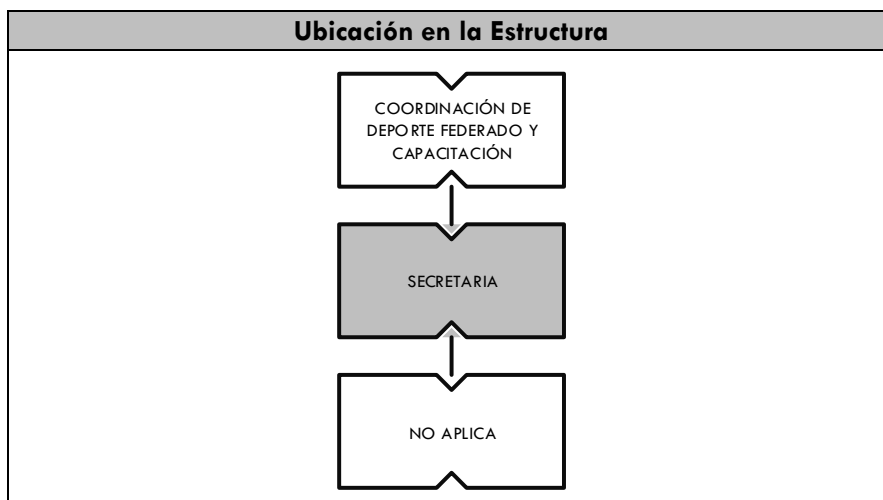 Ubicación en la Estructura
COORDINACIÓN DE
DEPORTE FEDERADO Y
CAPACITACIÓN
SECRETARIA
NO APLICA